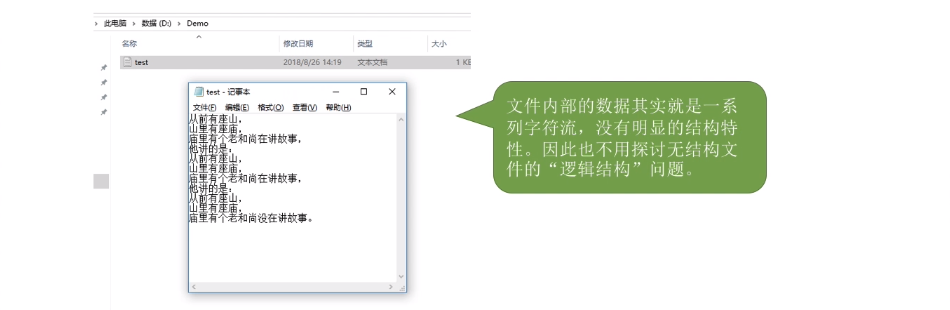 此电脑 › 数据 (D:) › Demo
名称 修改日期 类型 大小
test 2018/8/26 14:19 文本文档 1 KB
test - 记事本
文件(F) 编辑(E) 格式(O) 查看(V) 帮助(H)
从前有座山，
山里有座庙，
庙里有个老和尚在讲故事，
他讲的是：
从前有座山，
山里有座庙，
庙里有个老和尚在讲故事，
他讲的是：
从前有座山，
山里有座庙，
庙里有个老和尚没在讲故事。
文件内部的数据其实就是一系
列字符流，没有明显的结构特
性。因此也不用探讨无结构文
件的“逻辑结构”问题。